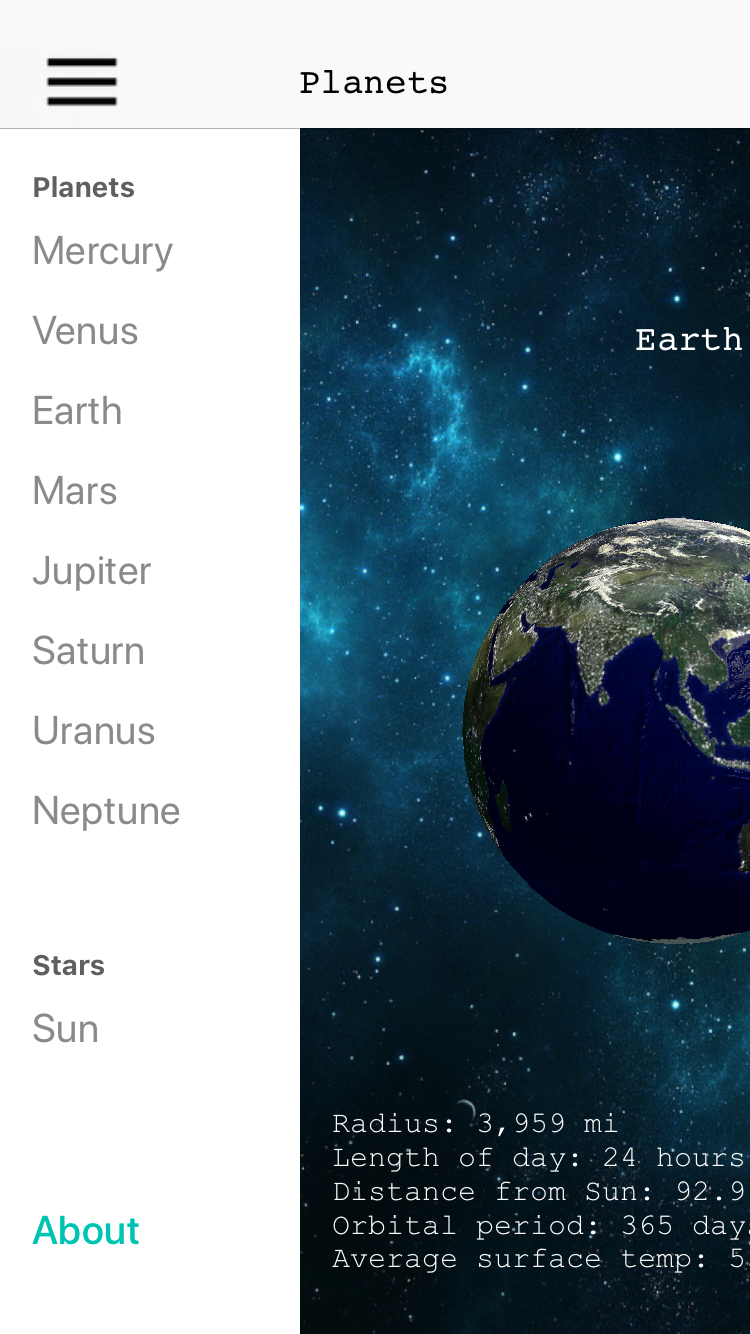 Planets
Planets
Mercury
Venus
Earth
Mars
Jupiter
Saturn
Uranus
Neptune
Stars
Sun
About
Earth
Radius: 3,959 mi
Length of day: 24 hours
Distance from Sun: 92.9
Orbital period: 365 day
Average surface temp: 5